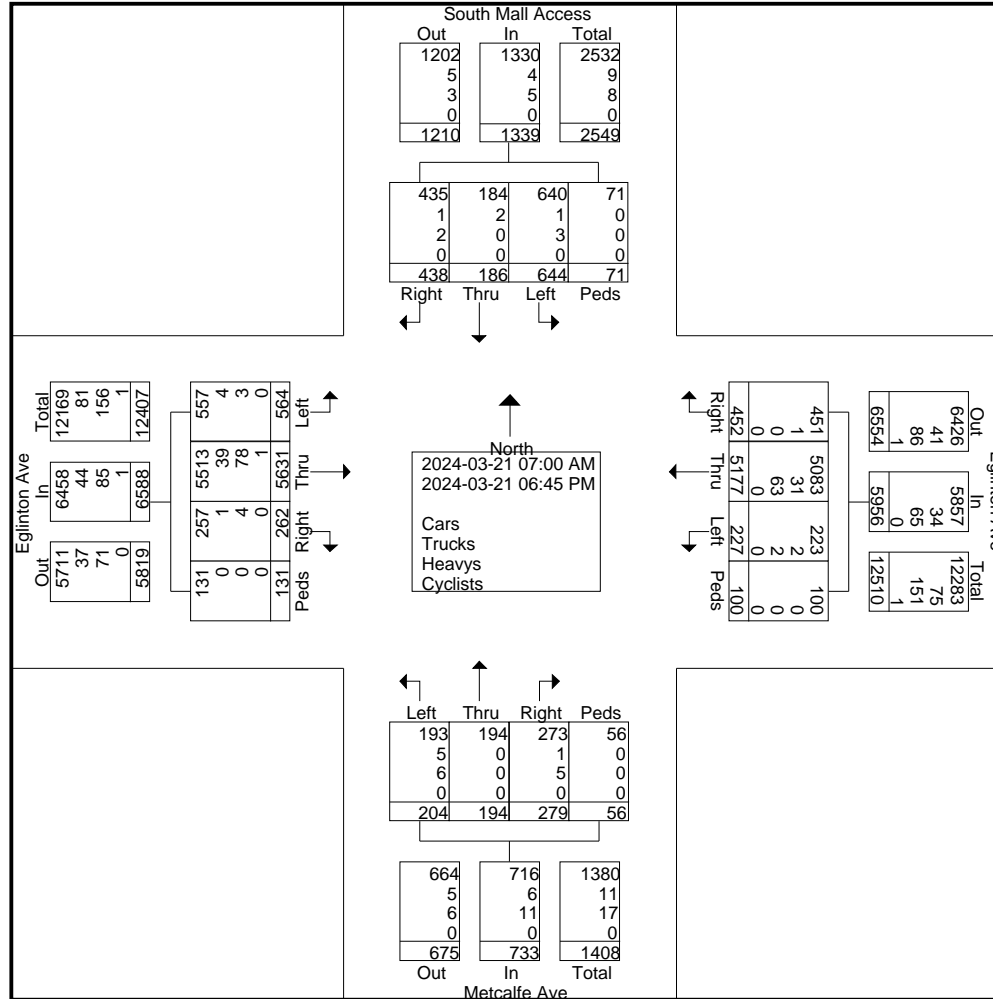 South Mall Access
Out In Total
1202 1330 2532
5 4 9
3 5 8
0 0 0
1210 1339 2549
435 184 640 71
1 2 1 0
2 0 3 0
0 0 0 0
438 186 644 71
Right Thru Left Peds
Eglinton Ave
Total In Out
12169 6458 5711
81 44 37
156 85 71
1 1 0
12407 6588 5819
Left Thru Right Peds
557 5513 257 131
4 39 1 0
3 78 4 0
0 1 0 0
564 5631 262 131
North
2024-03-21 07:00 AM
2024-03-21 06:45 PM
Cars
Trucks
Heavys
Cyclists
Right Thru Left Peds
451 5083 223 100
1 31 2 0
0 63 2 0
0 0 0 0
452 5177 227 100
Out In Total
6426 5857 12283
41 34 75
86 65 151
1 0 1
6554 5956 12510
Left Thru Right Peds
193 194 273 56
5 0 1 0
6 0 5 0
0 0 0 0
204 194 279 56
664 716 1380
5 6 11
6 11 17
0 0 0
675 733 1408
Out In Total
Metcalfe Ave